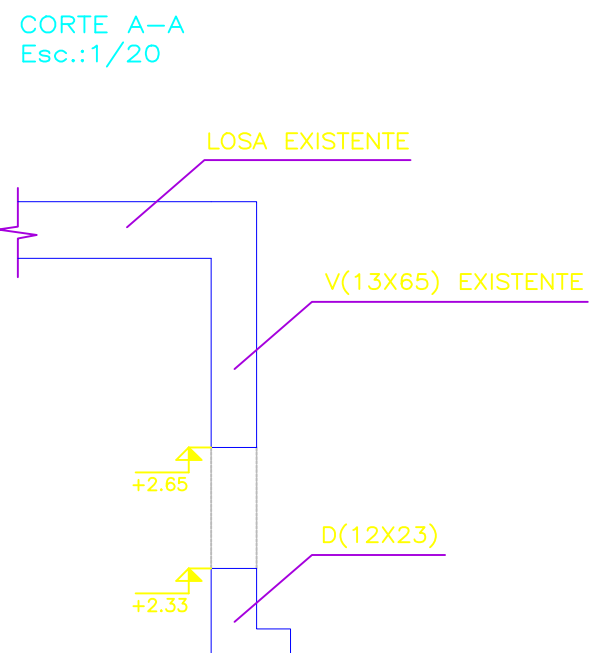 CORTE A-A
Esc.:1/20
LOSA EXISTENTE
V(13X65) EXISTENTE
+2.65
D(12X23)
+2.33